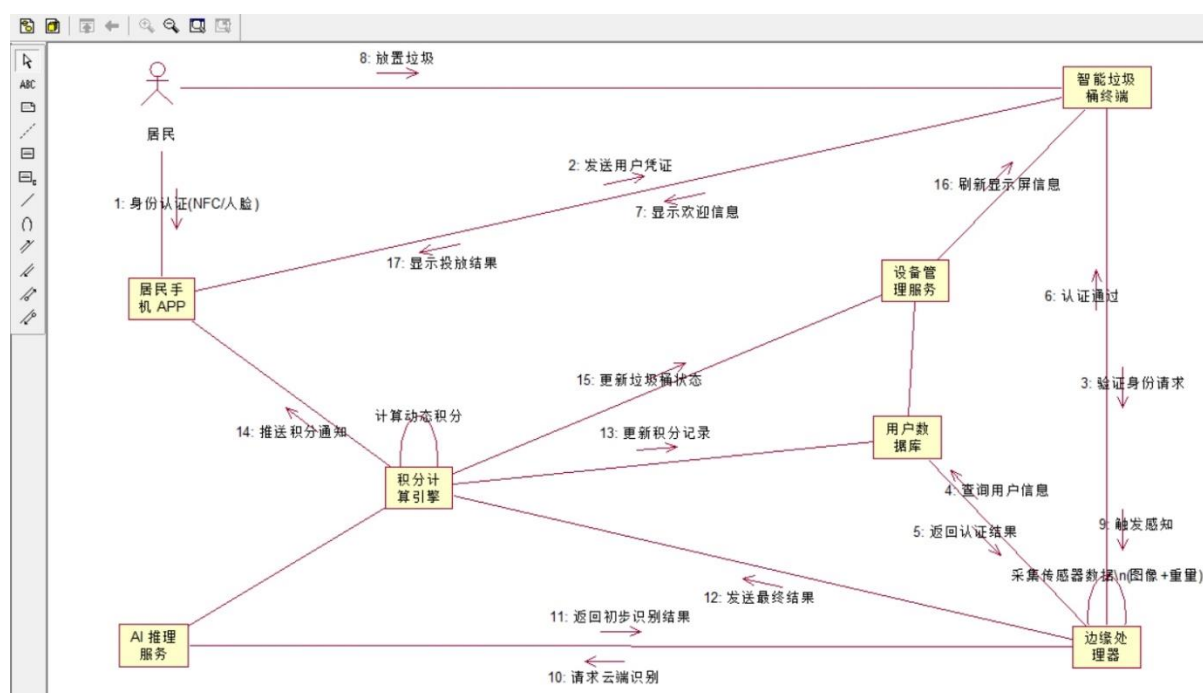 ABC
8: 放置垃圾
智能垃圾
桶终端
居民
2: 发送用户凭证
16: 刷新显示屏信息
1: 身份认证(NFC/人脸)
7: 显示欢迎信息
17: 显示投放结果
设备管
理服务
居民手
机 APP
6: 认证通过
15: 更新垃圾桶状态
3: 验证身份请求
计算动态积分
14: 推送积分通知
13: 更新积分记录
用户数
据库
积分计
算引擎
4: 查询用户信息
5: 返回认证结果
9: 触发感知
采集传感器数据\n(图像+重量)
12: 发送最终结果
11: 返回初步识别结果
AI 推理
服务
边缘处
理器
10: 请求云端识别